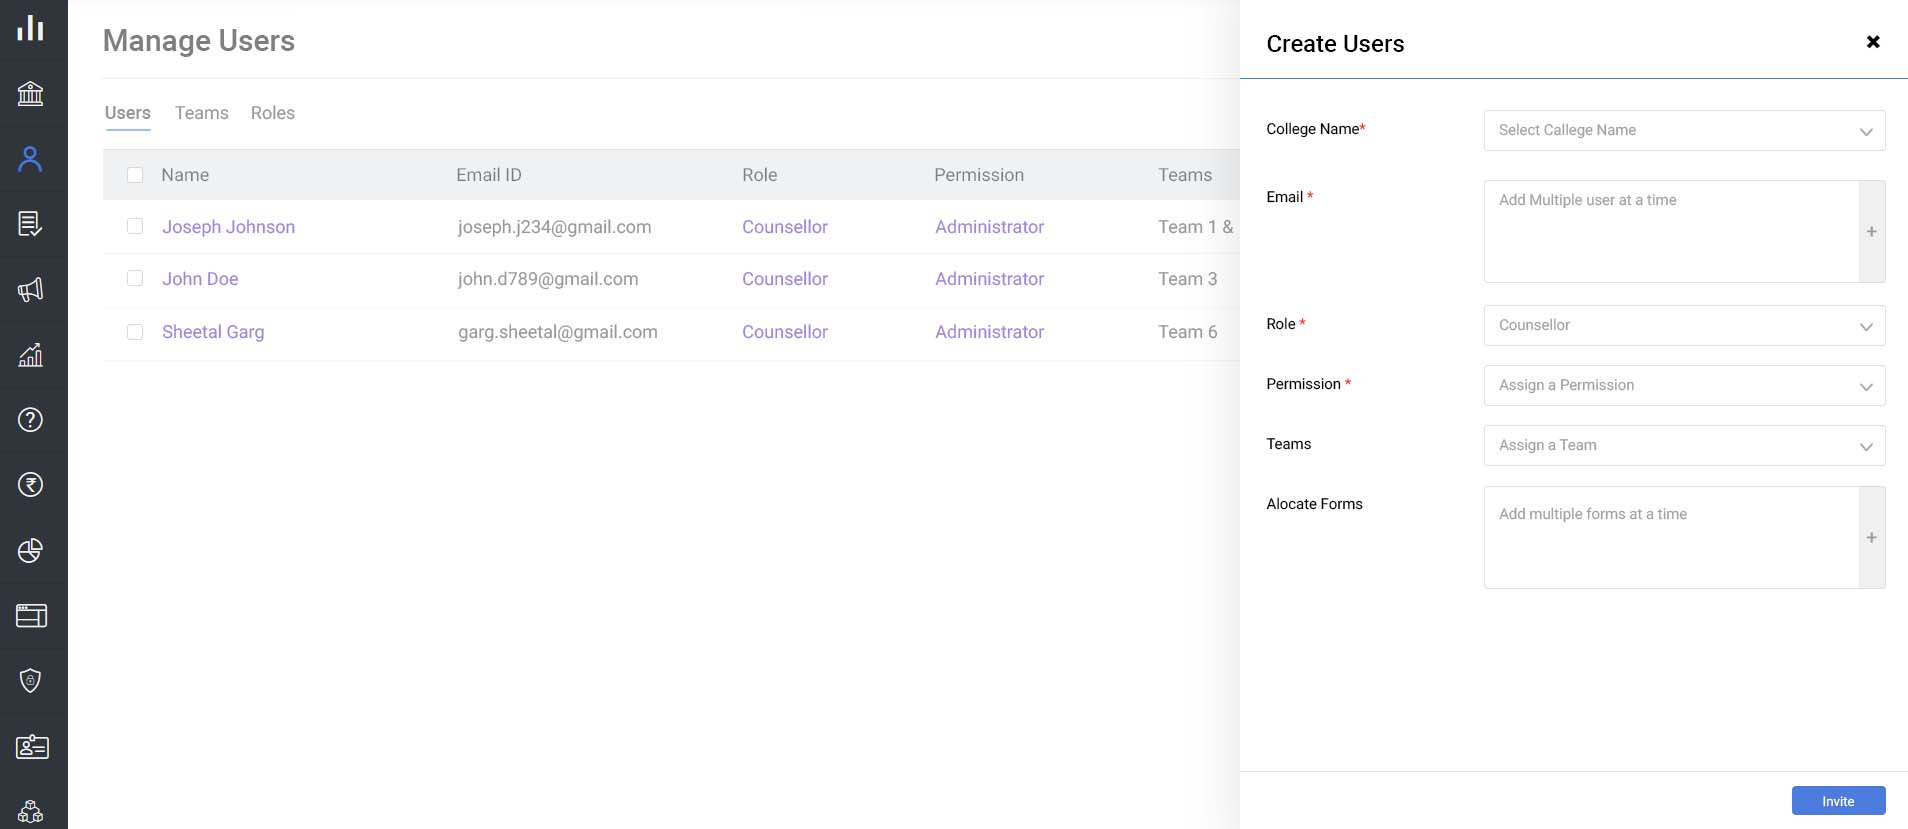 Manage Users
Users Teams Roles
Name Email ID Role Permission Teams
Joseph Johnson joseph.j234@gmail.com Counsellor Administrator Team 1 &
John Doe john.d789@gmail.com Counsellor Administrator Team 3
Sheetal Garg garg.sheetal@gmail.com Counsellor Administrator Team 6
Create Users
College Name* Select Callege Name
Email * Add Multiple user at a time
+
Role * Counsellor
Permission * Assign a Permission
Teams Assign a Team
Alocate Forms Add multiple forms at a time
+
Invite